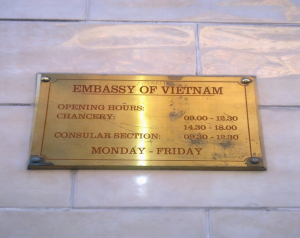 EMBASSY OF VIETNAM
OPENING HOURS:
CHANCERY: 09.00 - 12.30
14.30 - 18.00
CONSULAR SECTION: 09.30 - 12.30
MONDAY - FRIDAY